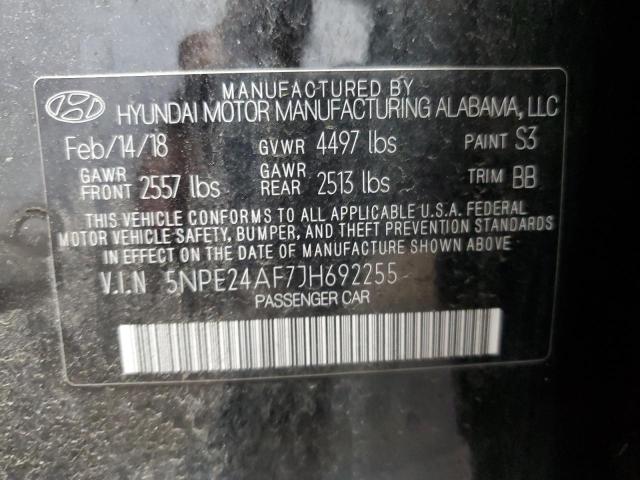 MANUFACTURED BY
HYUNDAI MOTOR MANUFACTURING ALABAMA, LLC
Feb/14/18 GVWR 4497 lbs PAINT S3
GAWR FRONT 2557 lbs GAWR REAR 2513 lbs TRIM BB
THIS VEHICLE CONFORMS TO ALL APPLICABLE U.S.A. FEDERAL
MOTOR VEHICLE SAFETY, BUMPER, AND THEFT PREVENTION STANDARDS
IN EFFECT ON THE DATE OF MANUFACTURE SHOWN ABOVE
V.I.N 5NPE24AF7JH692255
PASSENGER CAR